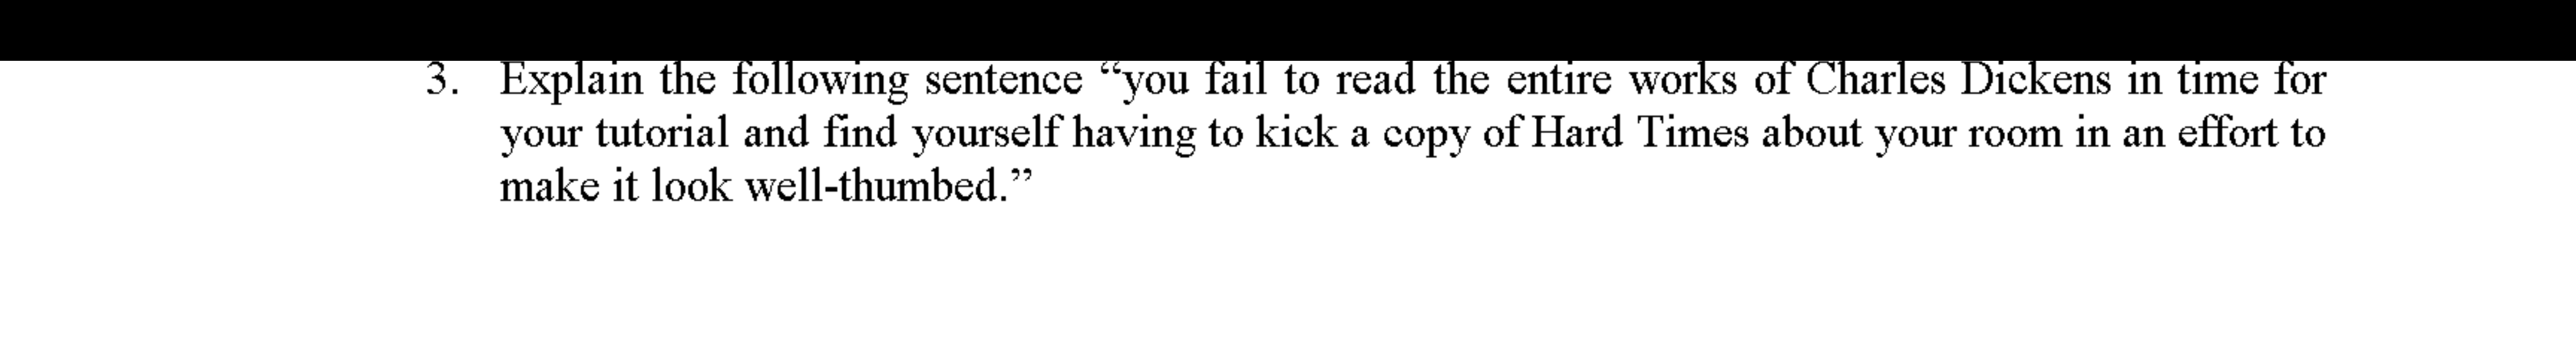 3. Explain the following sentence “you fail to read the entire works of Charles Dickens in time for
your tutorial and find yourself having to kick a copy of Hard Times about your room in an effort to
make it look well-thumbed.”